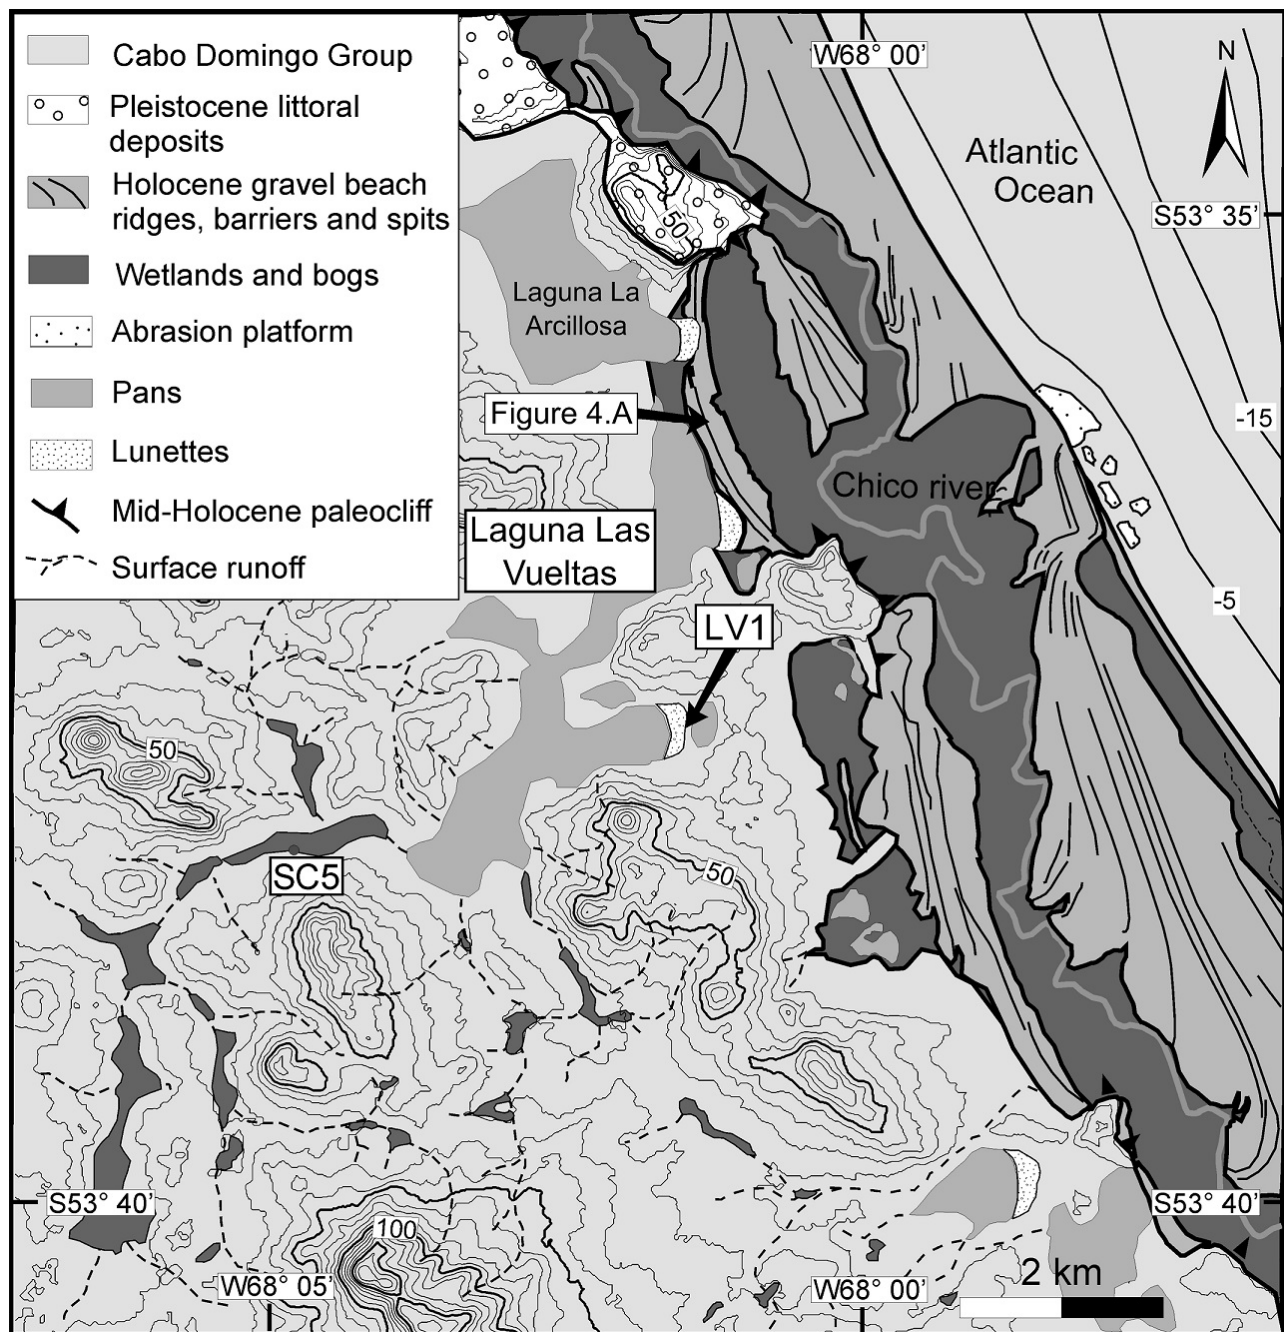 Cabo Domingo Group
Pleistocene littoral
deposits
Holocene gravel beach
ridges, barriers and spits
Wetlands and bogs
Abrasion platform
Pans
Lunettes
Mid-Holocene paleocliff
Surface runoff
W68° 00’
N
Atlantic
Ocean
S53° 35’
50
Laguna La
Arcillosa
Figure 4.A
-15
Chico river
Laguna Las
Vueltas
-5
LV1
50
SC5
50
S53° 40’
S53° 40’
100
W68° 05’
W68° 00’
2 km